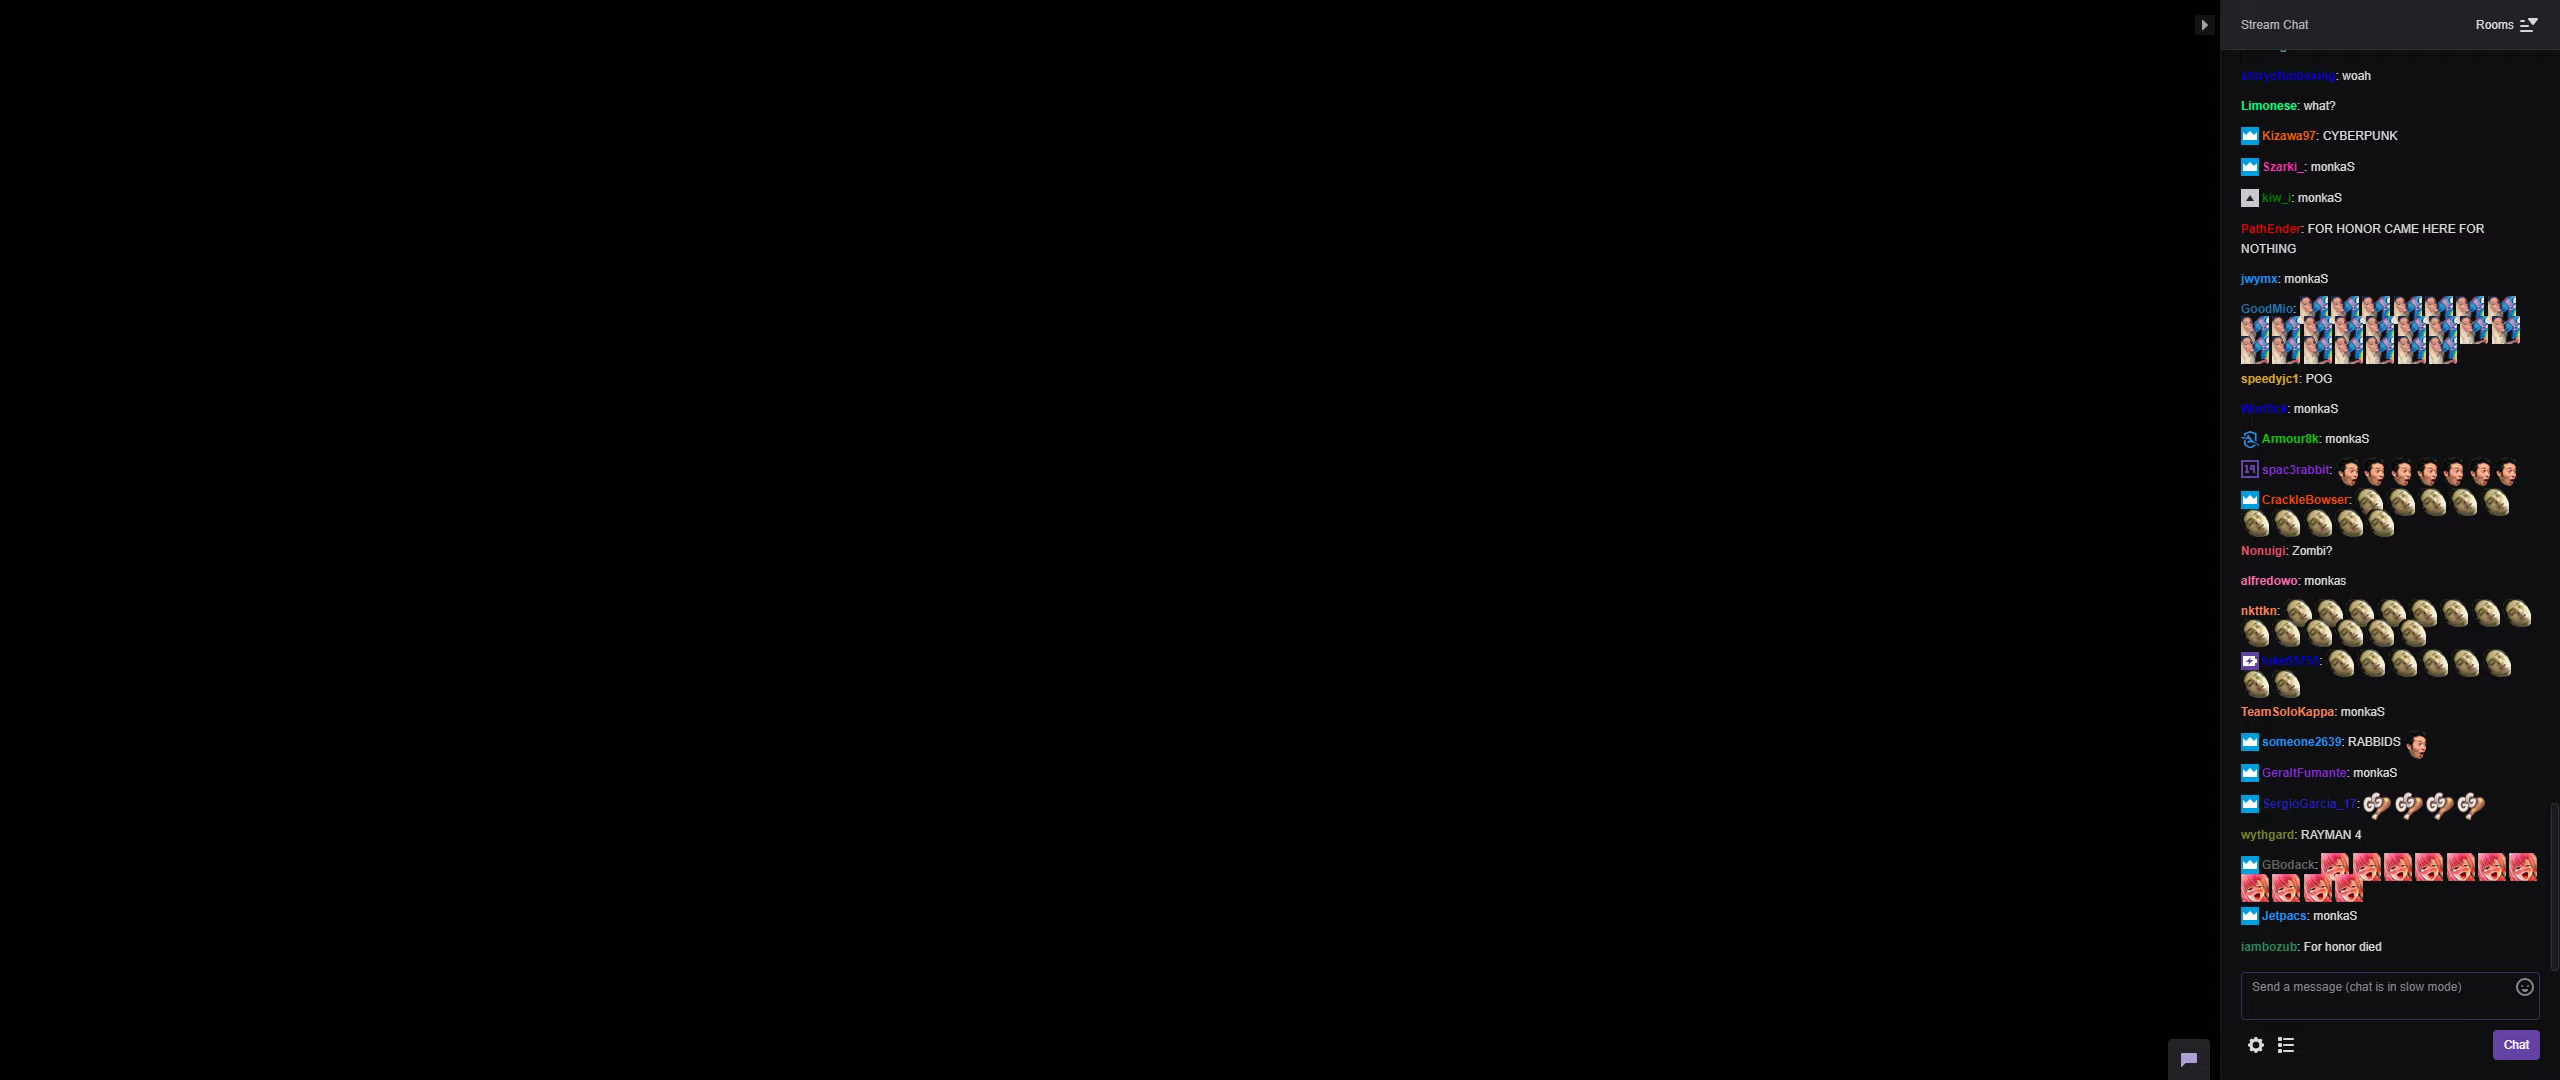 Stream Chat
Rooms
: woah
Limonese: what?
Kizawa97: CYBERPUNK
Szarki_: monkaS
kiw_i: monkaS
PathEnder: FOR HONOR CAME HERE FOR
NOTHING
jwymx: monkaS
GoodMio:
speedyjc1: POG
: monkaS
Armour8k: monkaS
19 spac3rabbit:
CrackleBowser:
Nonuigi: Zombi?
alfredowo: monkas
nkttkn:
TeamSoloKappa: monkaS
someone2639: RABBIDS
GeraltFumante: monkaS
SergioGarcia_17:
wythgard: RAYMAN 4
GBodack:
Jetpacs: monkaS
iambozub: For honor died
Send a message (chat is in slow mode)
Chat